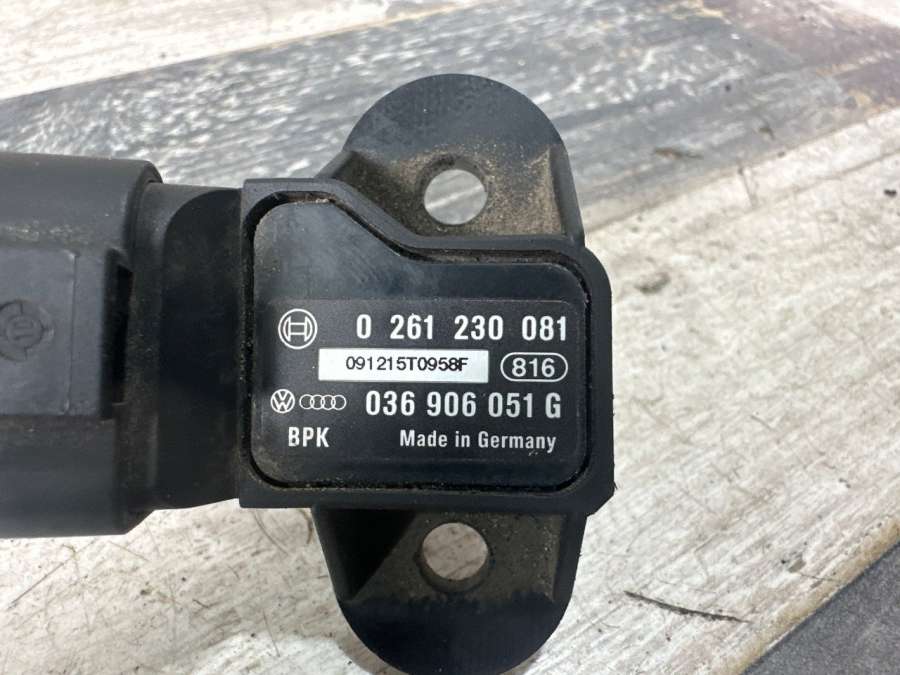 0 261 230 081
091215T0958F 816
036 906 051 G
BPK Made in Germany